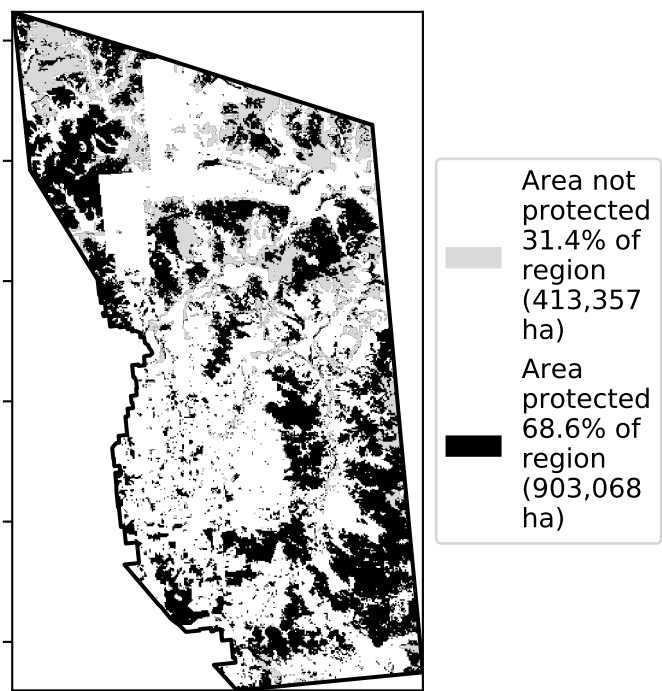 Area not
protected
31.4% of
region
(413,357
ha)
Area
protected
68.6% of
region
(903,068
ha)